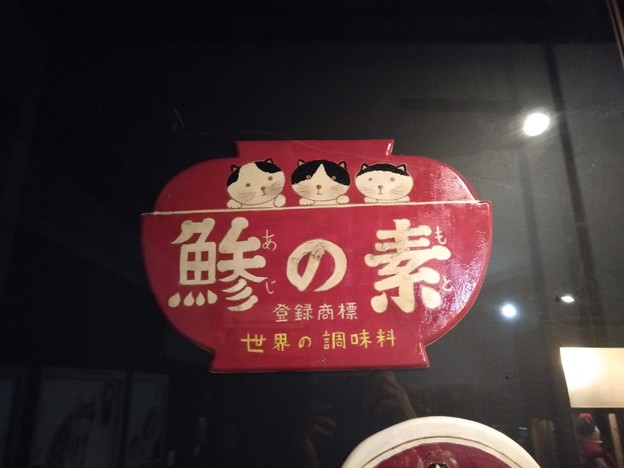 鯵の素
あじ
もと
登録商標
世界の調味料